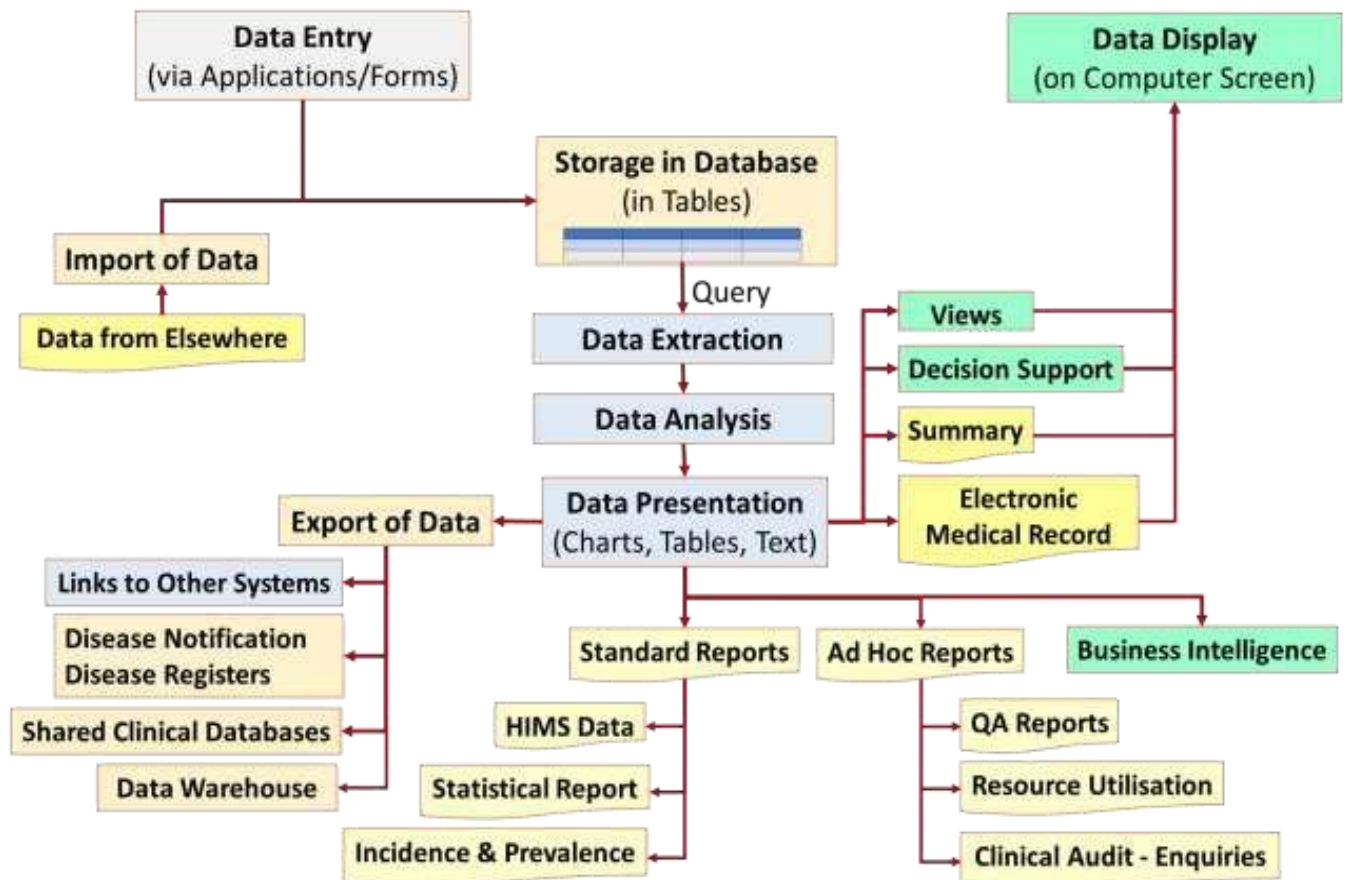 Data Entry
(via Applications/Forms)
Data Display
(on Computer Screen)
Storage in Database
(in Tables)
Import of Data
Data from Elsewhere
Query
Data Extraction
Data Analysis
Data Presentation
(Charts, Tables, Text)
Views
Decision Support
Summary
Electronic
Medical Record
Export of Data
Links to Other Systems
Disease Notification
Disease Registers
Shared Clinical Databases
Data Warehouse
Standard Reports
HIMS Data
Statistical Report
Incidence & Prevalence
Ad Hoc Reports
QA Reports
Resource Utilisation
Clinical Audit - Enquiries
Business Intelligence